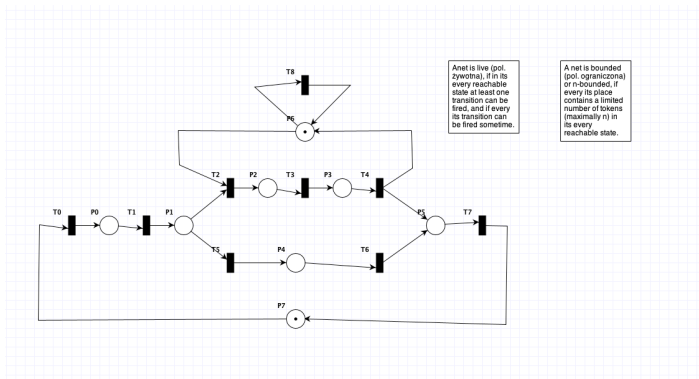 Anet is live (pol.
żywotna), if in its
every reachable
state at least one
transition can be
fired, and if every
its transition can
be fired sometime.
A net is bounded
(pol. ograniczona)
or n-bounded, if
every its place
contains a limited
number of tokens
(maximally n) in
its every
reachable state.
T8
P6
T2 P2 T3 P3 T4
T0 P0 T1 P1 P5 T7
T5 P4 T6
P7